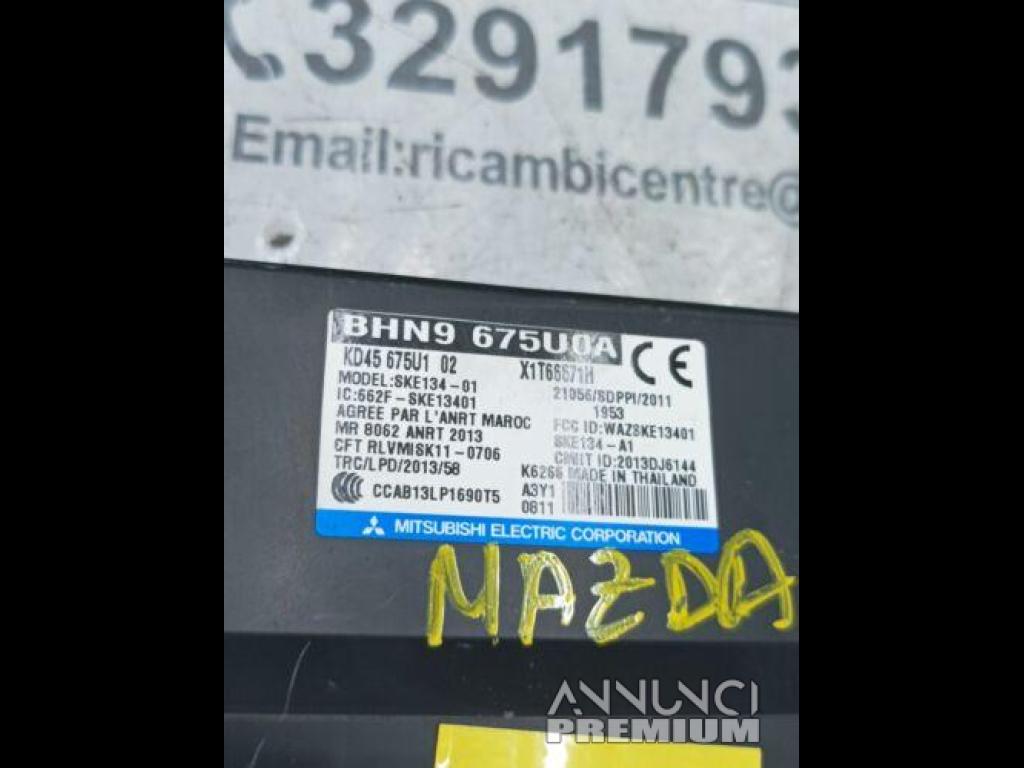 3291793
Email:ricambicentre@
BHN9 675U0A
KD45 675U1 02 X1T66671H
MODEL:SKE134-01 21056/SDPPI/2011
IC:662F-SKE13401 1953
AGREE PAR L'ANRT MAROC FCC ID:WAZSKE13401
MR 8062 ANRT 2013 SKE134-A1
CFT RLVMISK11-0706 CMIIT ID:2013DJ6144
TRC/LPD/2013/58 K6266 MADE IN THAILAND
CCAB13LP1690T5 A3Y1
0811
MITSUBISHI ELECTRIC CORPORATION
MAZDA
ANNUNCI
PREMIUM